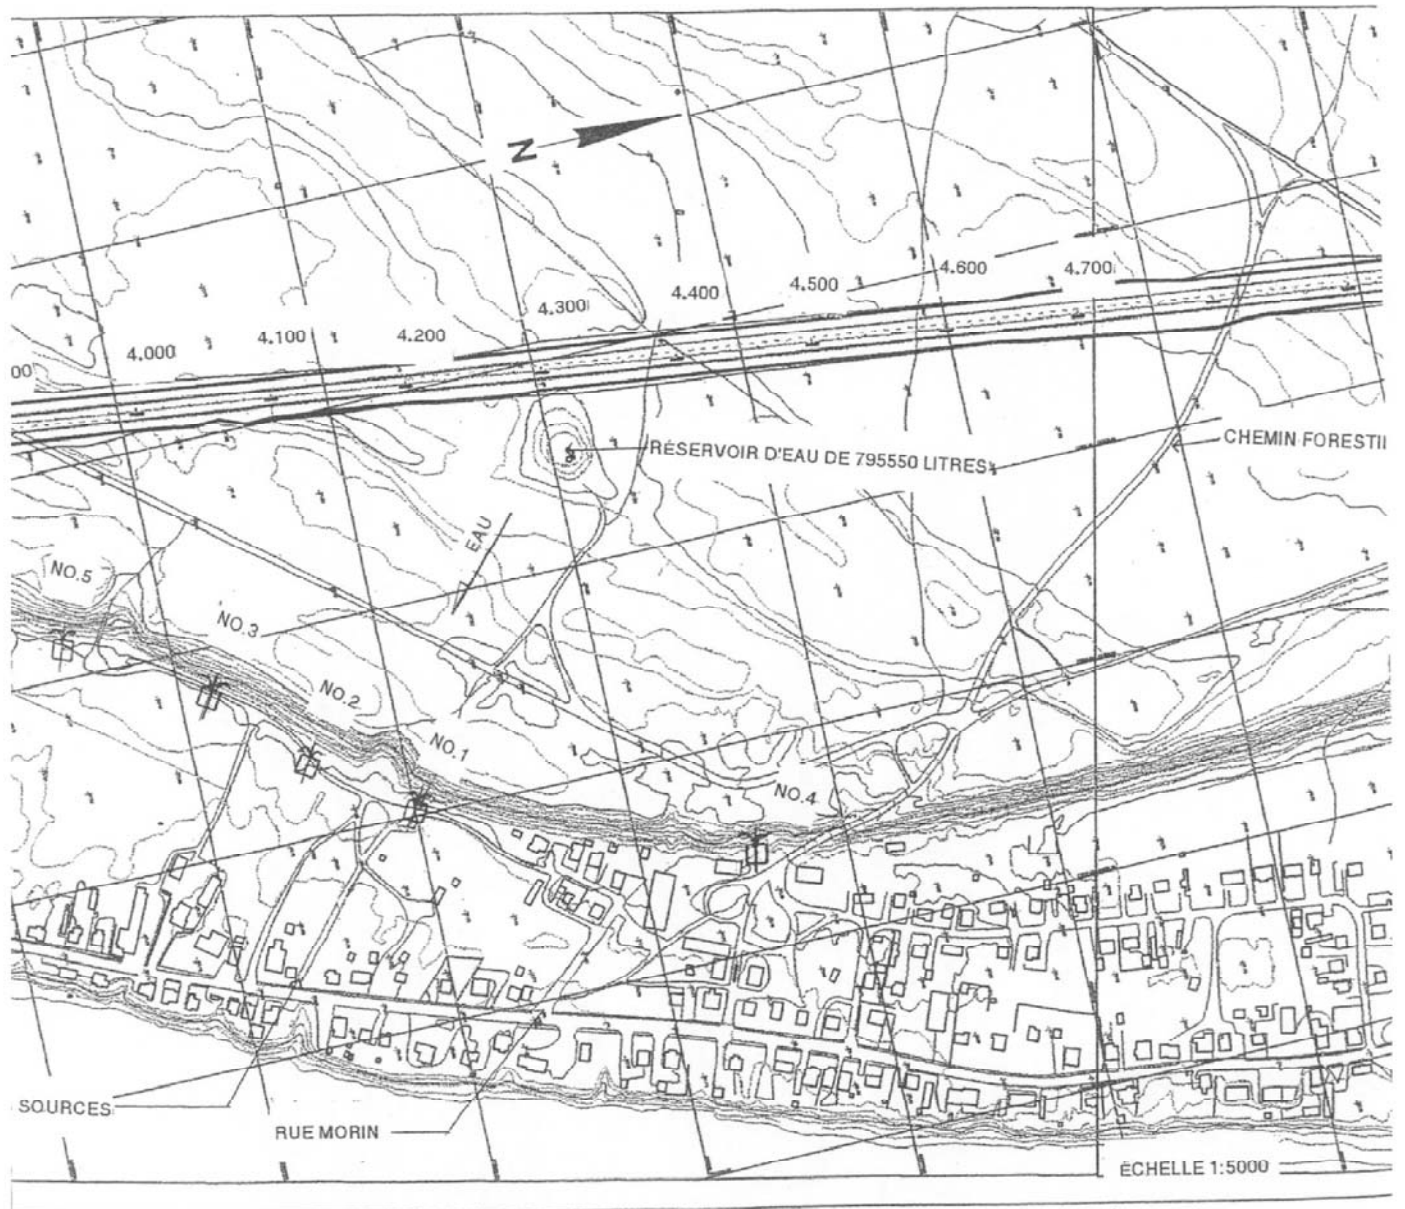 N
4.700
4.600
4.500
4.400
4.300
4.200
4.100
4.000
00
CHEMIN FORESTII
RÉSERVOIR D'EAU DE 795550 LITRES
EAU
NO.5
NO.3
NO.2
NO.1
NO.4
SOURCES
RUE MORIN
ÉCHELLE 1:5000